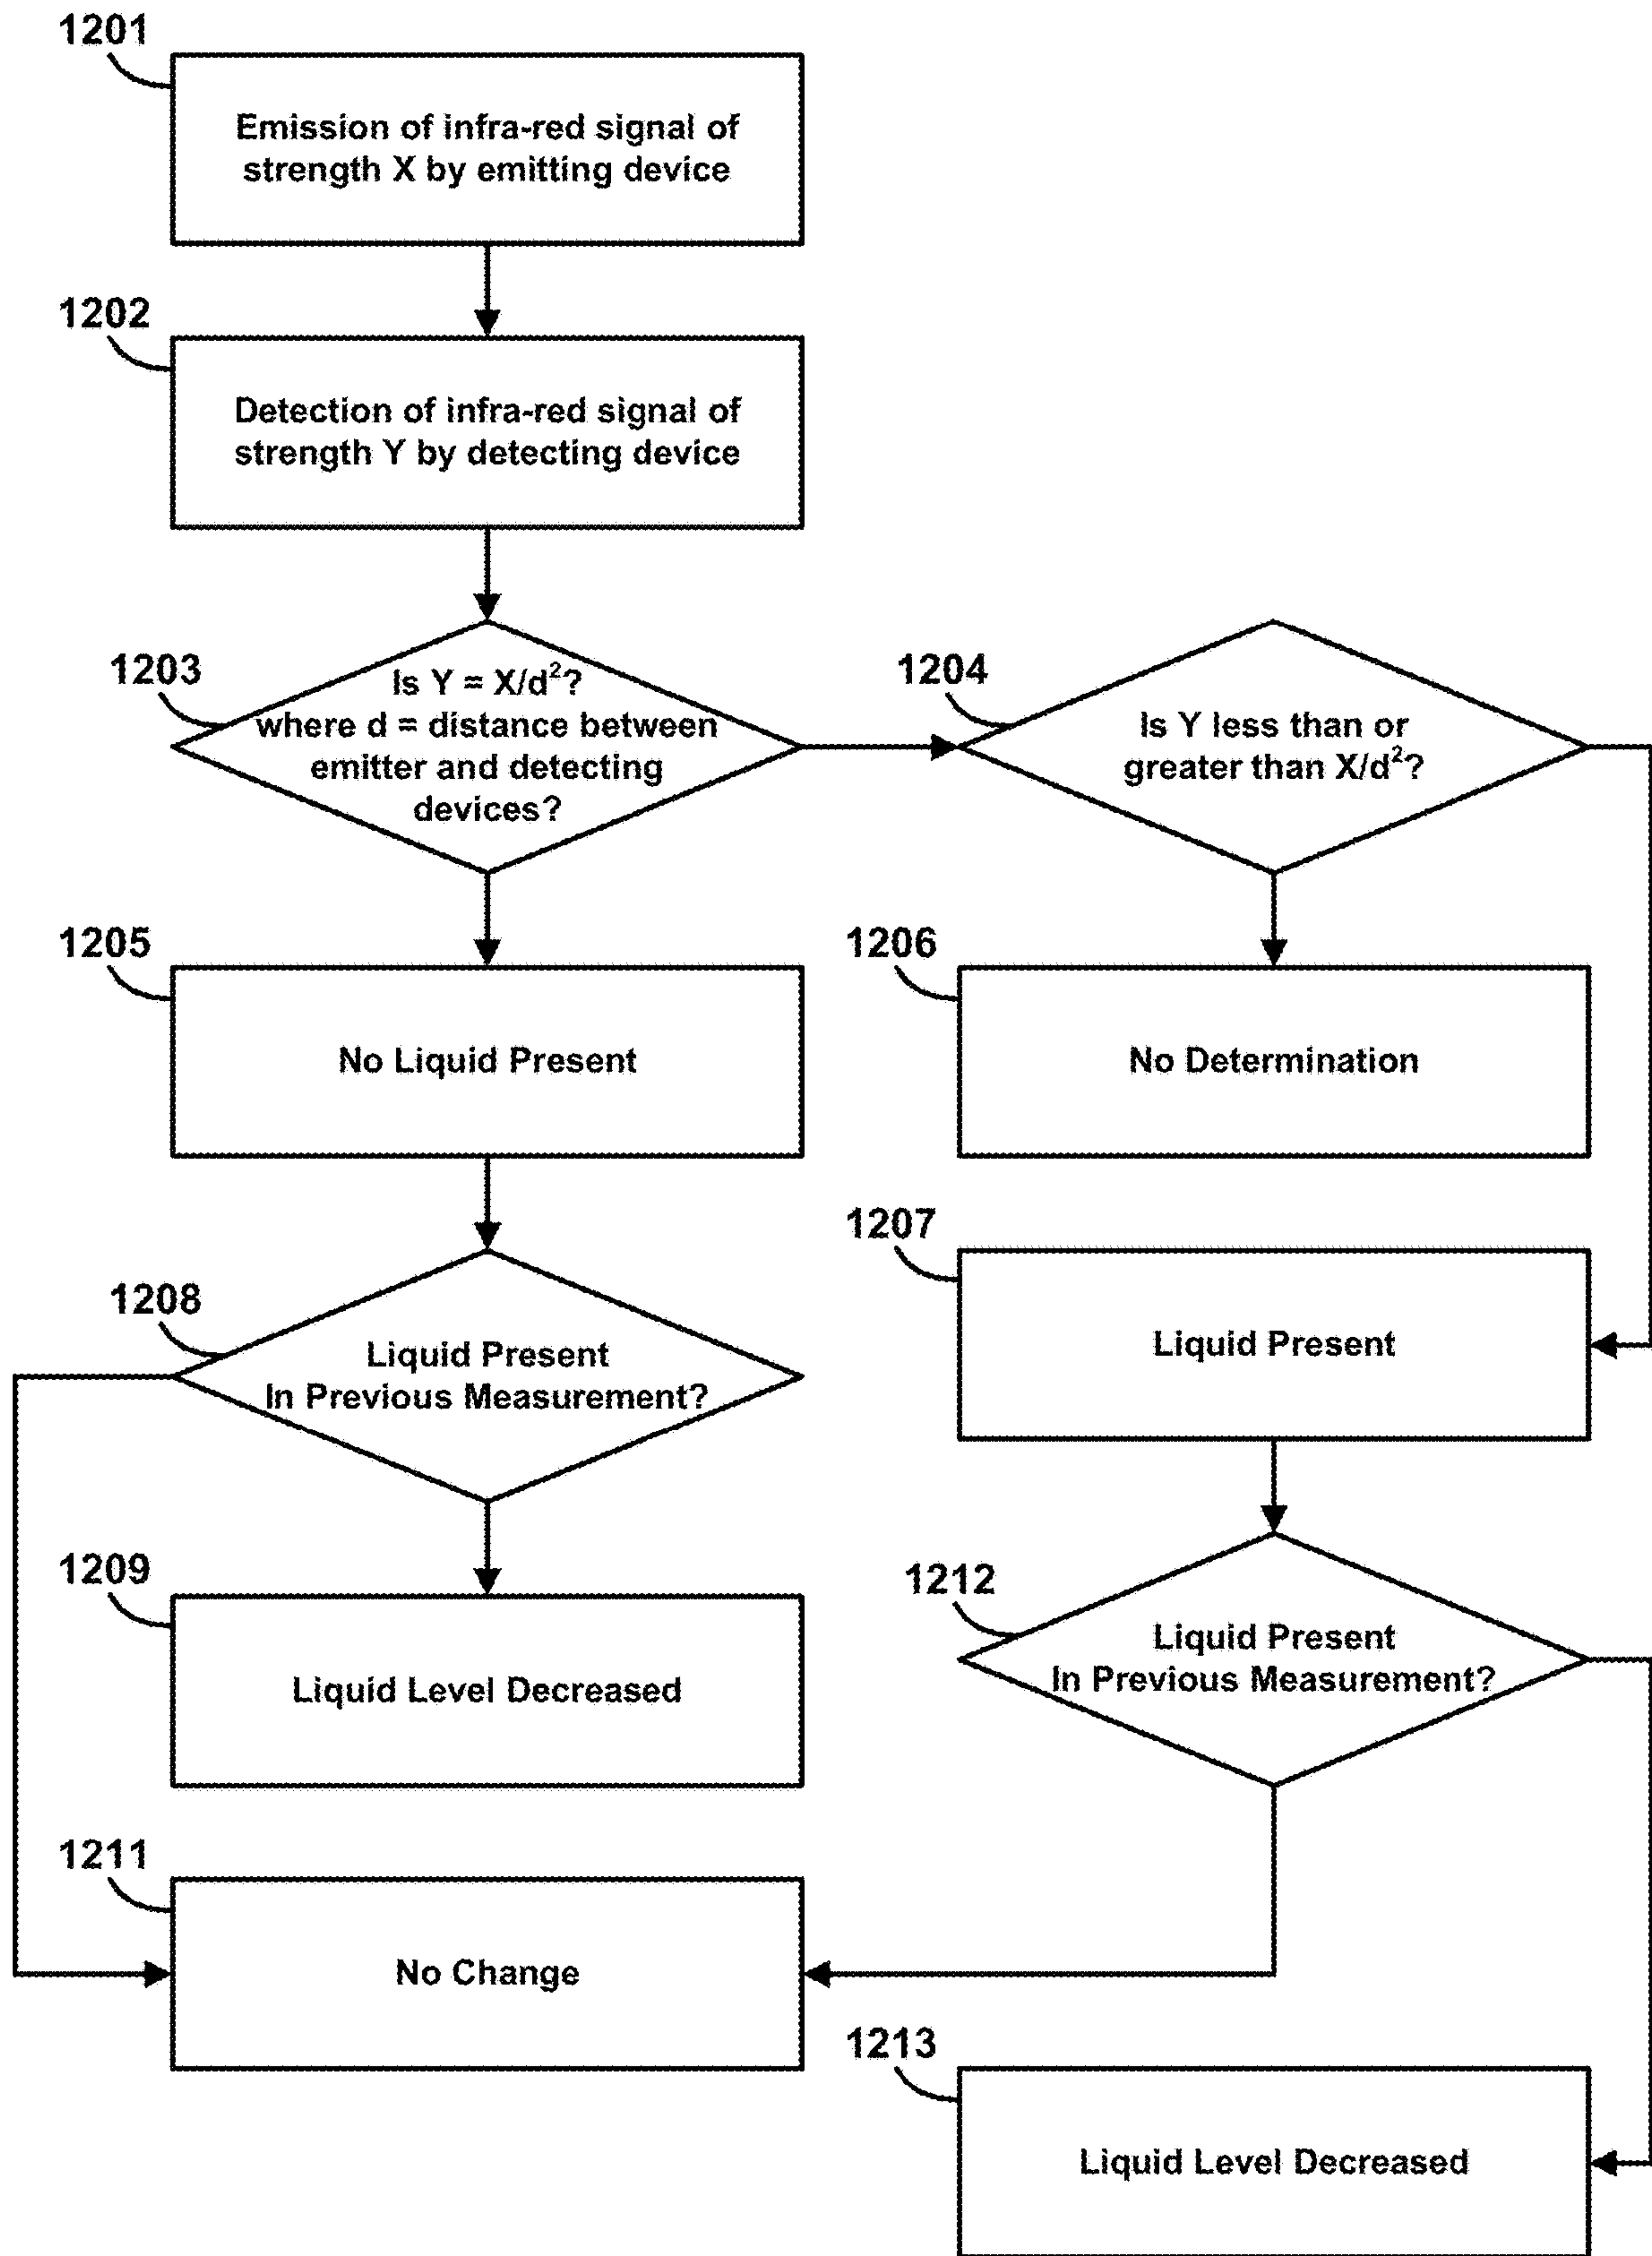 1201
Emission of infra-red signal of
strength X by emitting device
1202
Detection of infra-red signal of
strength Y by detecting device
1203
Is Y = X/d²?
where d = distance between
emitter and detecting
devices?
1204
Is Y less than or
greater than X/d²?
1205
No Liquid Present
1206
No Determination
1207
Liquid Present
1208
Liquid Present
In Previous Measurement?
1209
Liquid Level Decreased
1212
Liquid Present
In Previous Measurement?
1211
No Change
1213
Liquid Level Decreased